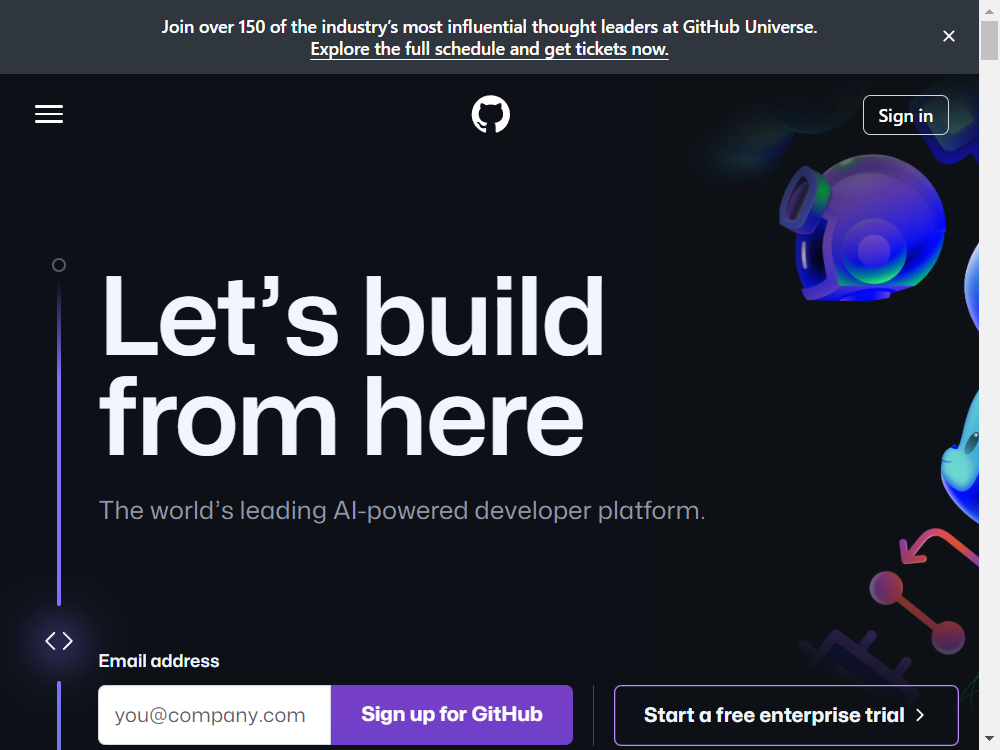 Join over 150 of the industry’s most influential thought leaders at GitHub Universe.
Explore the full schedule and get tickets now.
Sign in
Let’s build
from here
The world’s leading AI-powered developer platform.
Email address
you@company.com
Sign up for GitHub
Start a free enterprise trial